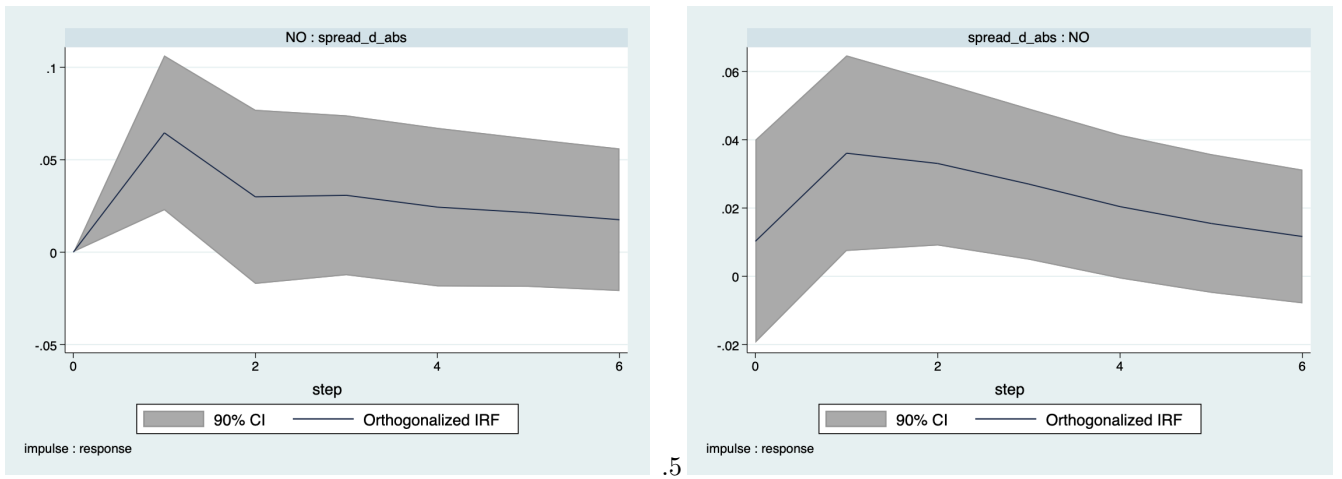 NO : spread_d_abs
.1
.05
0
-.05
0 2 4 6
step
90% CI Orthogonalized IRF
impulse : response
.5
spread_d_abs : NO
.06
.04
.02
0
-.02
0 2 4 6
step
90% CI Orthogonalized IRF
impulse : response